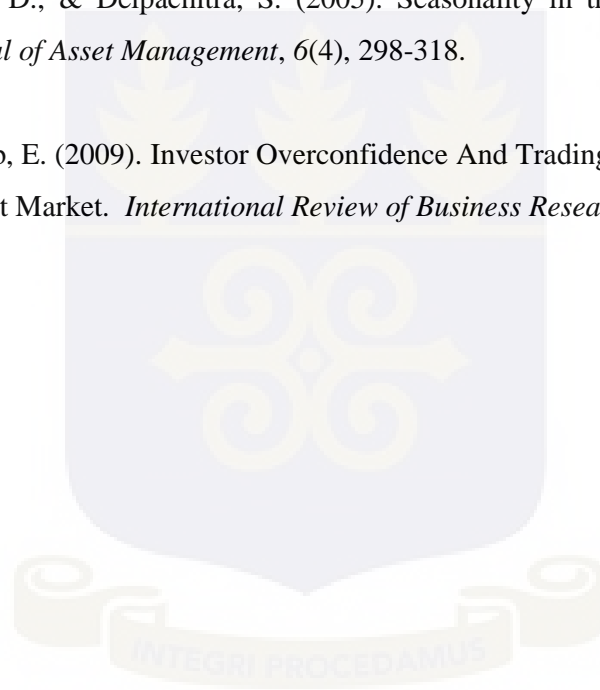 D., & Delpachitra, S. (2005). Seasonality in
al of Asset Management, 6(4), 298-318.
E. (2009). Investor Overconfidence And Trading
t Market. International Review of Business Resea
INTEGRI PROCEDAMUS